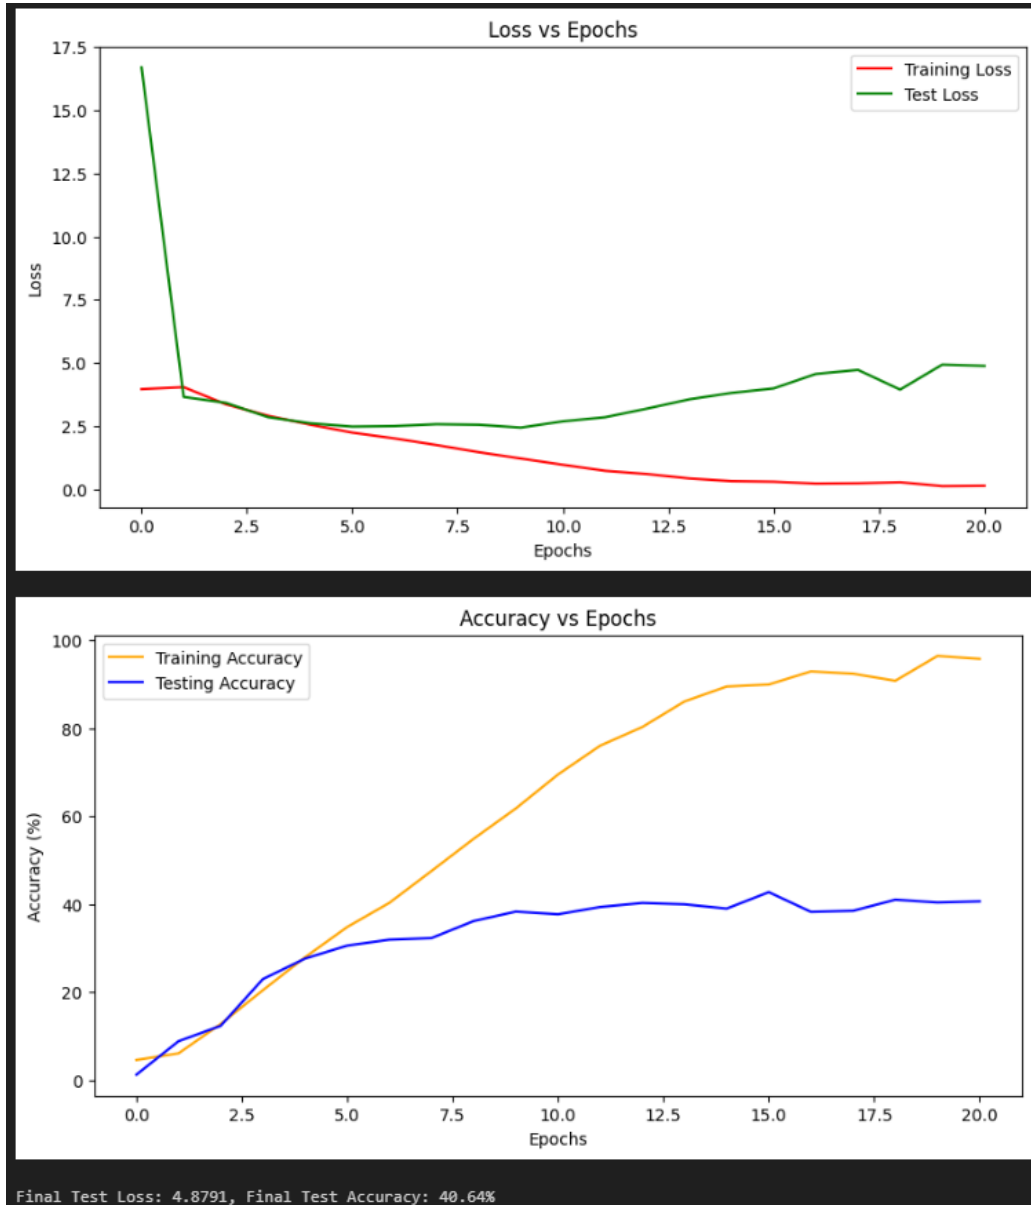 Loss vs Epochs
17.5
15.0
12.5
10.0
7.5
5.0
2.5
0.0
Loss
Training Loss
Test Loss
0.0 2.5 5.0 7.5 10.0 12.5 15.0 17.5 20.0
Epochs
Accuracy vs Epochs
100
80
60
40
20
0
Accuracy (%)
Training Accuracy
Testing Accuracy
0.0 2.5 5.0 7.5 10.0 12.5 15.0 17.5 20.0
Epochs
Final Test Loss: 4.8791, Final Test Accuracy: 40.64%